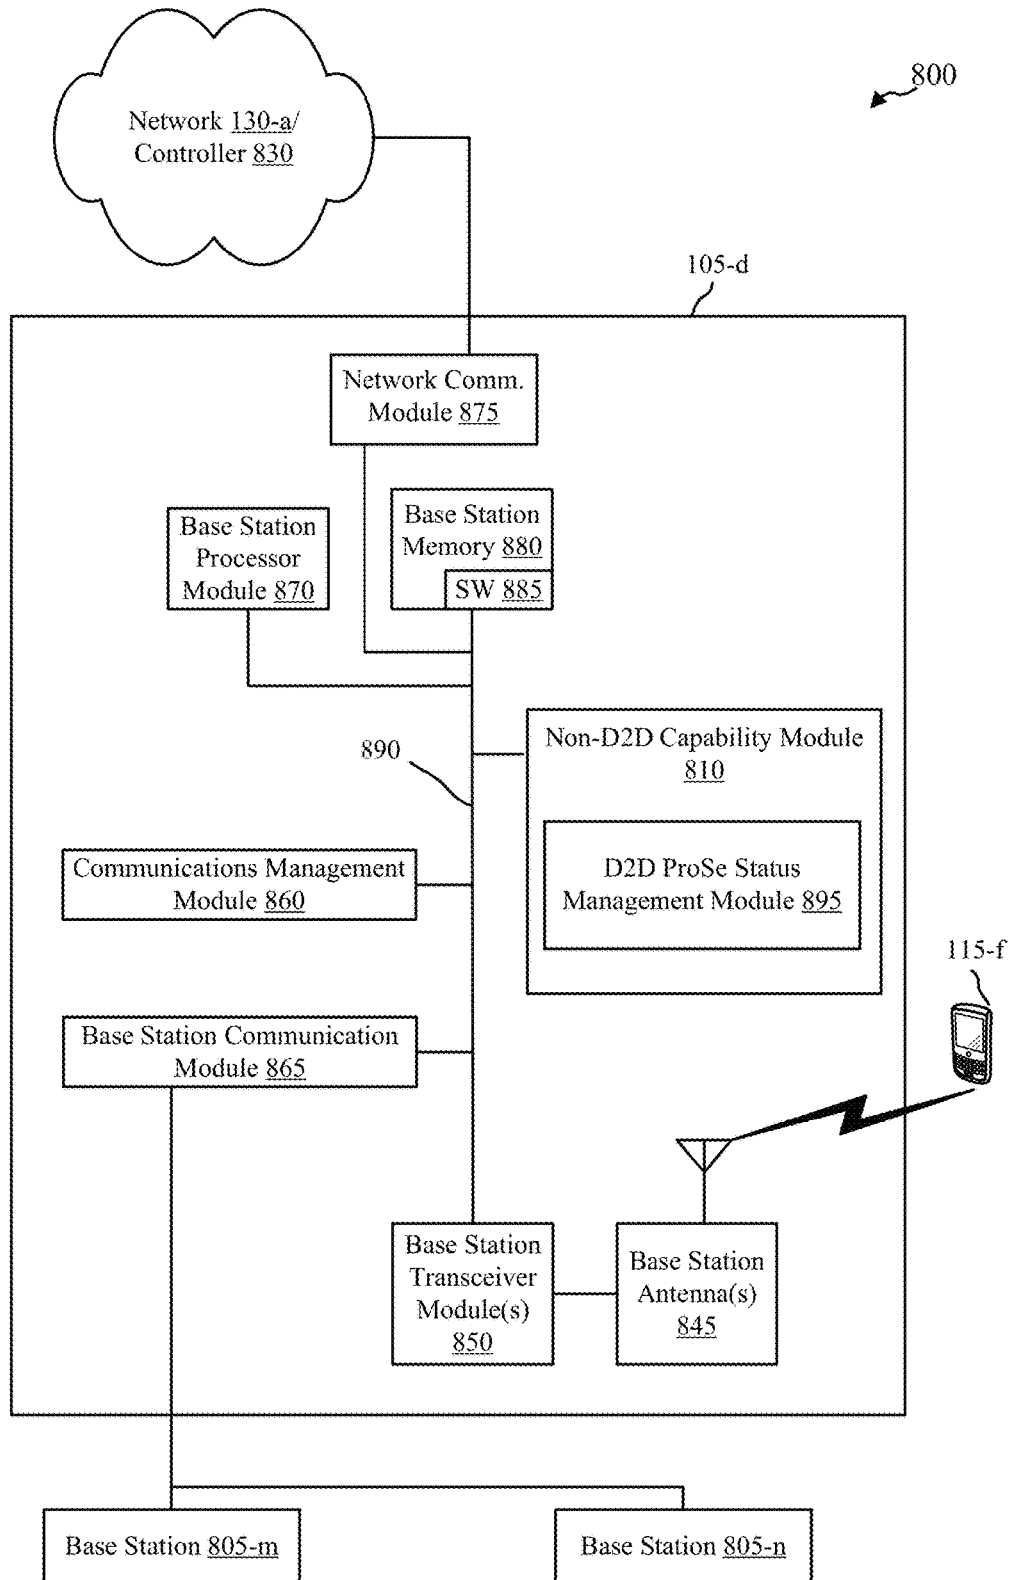 800
Network 130-a/
Controller 830
105-d
Network Comm.
Module 875
Base Station
Processor
Module 870
Base Station
Memory 880
SW 885
Non-D2D Capability Module
810
890
D2D ProSe Status
Management Module 895
Communications Management
Module 860
115-f
Base Station Communication
Module 865
Base Station
Transceiver
Module(s)
850
Base Station
Antenna(s)
845
Base Station 805-m
Base Station 805-n